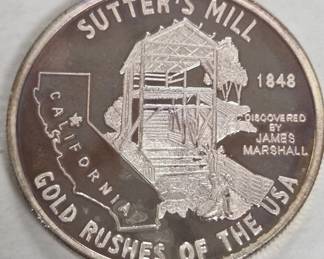 SUTTER'S MILL
1848
DISCOVERED
BY
JAMES
MARSHALL
CALIFORNIA
GOLD RUSHES OF THE USA